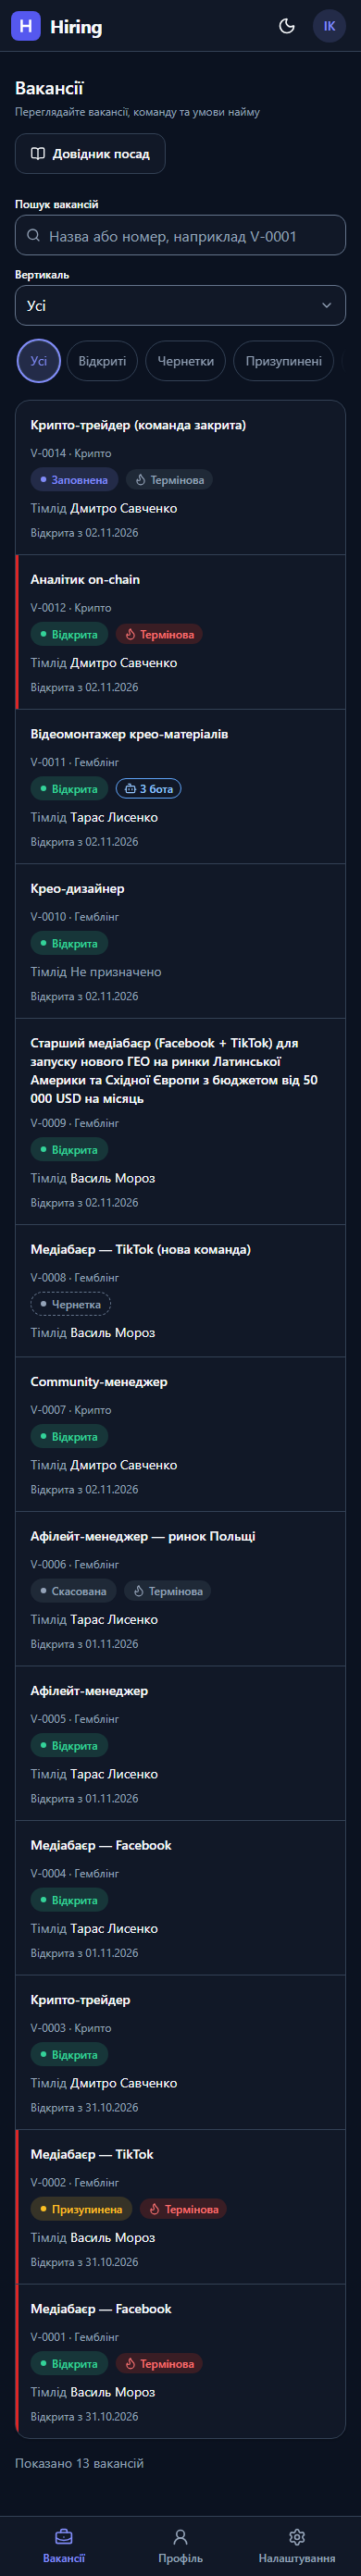 H Hiring
ІК
Вакансії
Переглядайте вакансії, команду та умови найму
Довідник посад
Пошук вакансій
Назва або номер, наприклад V-0001
Вертикаль
Усі
Усі Відкриті Чернетки Призупинені
Крипто-трейдер (команда закрита)
V-0014 · Крипто
Заповнена Термінова
Тімлід Дмитро Савченко
Відкрита з 02.11.2026
Аналітик on-chain
V-0012 · Крипто
Відкрита Термінова
Тімлід Дмитро Савченко
Відкрита з 02.11.2026
Відеомонтажер крео-матеріалів
V-0011 · Гемблінг
Відкрита 3 бота
Тімлід Тарас Лисенко
Відкрита з 02.11.2026
Крео-дизайнер
V-0010 · Гемблінг
Відкрита
Тімлід Не призначено
Відкрита з 02.11.2026
Старший медіабаєр (Facebook + TikTok) для
запуску нового ГЕО на ринки Латинської
Америки та Східної Європи з бюджетом від 50
000 USD на місяць
V-0009 · Гемблінг
Відкрита
Тімлід Василь Мороз
Відкрита з 02.11.2026
Медіабаєр — TikTok (нова команда)
V-0008 · Гемблінг
Чернетка
Тімлід Василь Мороз
Community-менеджер
V-0007 · Крипто
Відкрита
Тімлід Дмитро Савченко
Відкрита з 02.11.2026
Афілейт-менеджер — ринок Польщі
V-0006 · Гемблінг
Скасована Термінова
Тімлід Тарас Лисенко
Відкрита з 01.11.2026
Афілейт-менеджер
V-0005 · Гемблінг
Відкрита
Тімлід Тарас Лисенко
Відкрита з 01.11.2026
Медіабаєр — Facebook
V-0004 · Гемблінг
Відкрита
Тімлід Тарас Лисенко
Відкрита з 01.11.2026
Крипто-трейдер
V-0003 · Крипто
Відкрита
Тімлід Дмитро Савченко
Відкрита з 31.10.2026
Медіабаєр — TikTok
V-0002 · Гемблінг
Призупинена Термінова
Тімлід Василь Мороз
Відкрита з 31.10.2026
Медіабаєр — Facebook
V-0001 · Гемблінг
Відкрита Термінова
Тімлід Василь Мороз
Відкрита з 31.10.2026
Показано 13 вакансій
Вакансії Профіль Налаштування